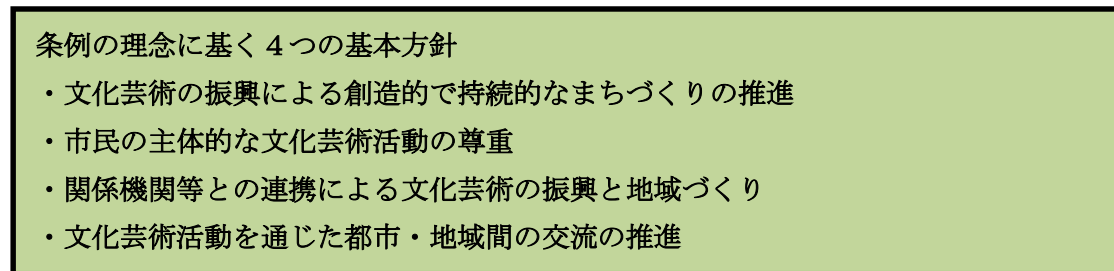 条例の理念に基く４つの基本方針
・文化芸術の振興による創造的で持続的なまちづくりの推進
・市民の主体的な文化芸術活動の尊重
・関係機関等との連携による文化芸術の振興と地域づくり
・文化芸術活動を通じた都市・地域間の交流の推進